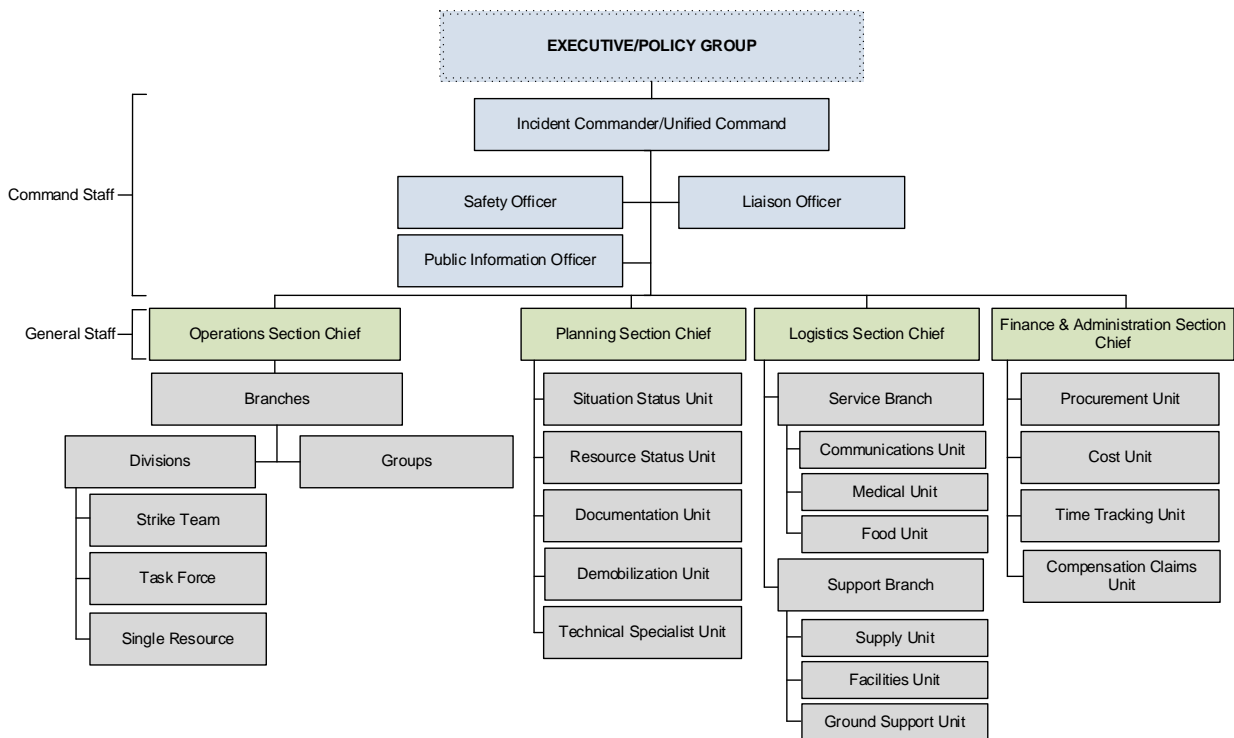 EXECUTIVE/POLICY GROUP
Incident Commander/Unified Command
Command Staff
Safety Officer
Liaison Officer
Public Information Officer
General Staff
Operations Section Chief
Planning Section Chief
Logistics Section Chief
Finance & Administration Section
Chief
Branches
Divisions
Groups
Strike Team
Task Force
Single Resource
Situation Status Unit
Resource Status Unit
Documentation Unit
Demobilization Unit
Technical Specialist Unit
Service Branch
Communications Unit
Medical Unit
Food Unit
Support Branch
Supply Unit
Facilities Unit
Ground Support Unit
Procurement Unit
Cost Unit
Time Tracking Unit
Compensation Claims
Unit